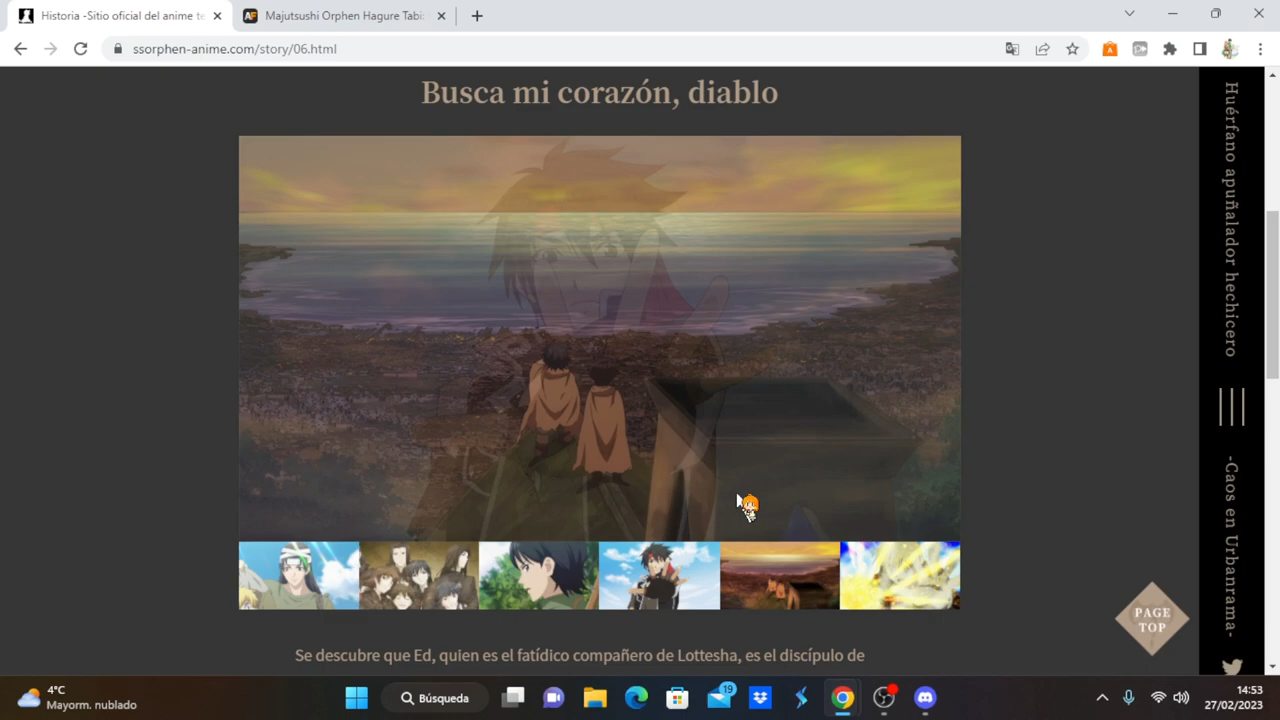 Historia -Sitio oficial del anime te
Majutsushi Orphen Hagure Tabi:
ssorphen-anime.com/story/06.html
Busca mi corazón, diablo
Huérfano apuñalador hechicero
-Caos en Urbanrama-
PAGE
TOP
Se descubre que Ed, quien es el fatídico compañero de Lottesha, es el discípulo de
4°C
Mayorm. nublado
Búsqueda
19
14:53
27/02/2023